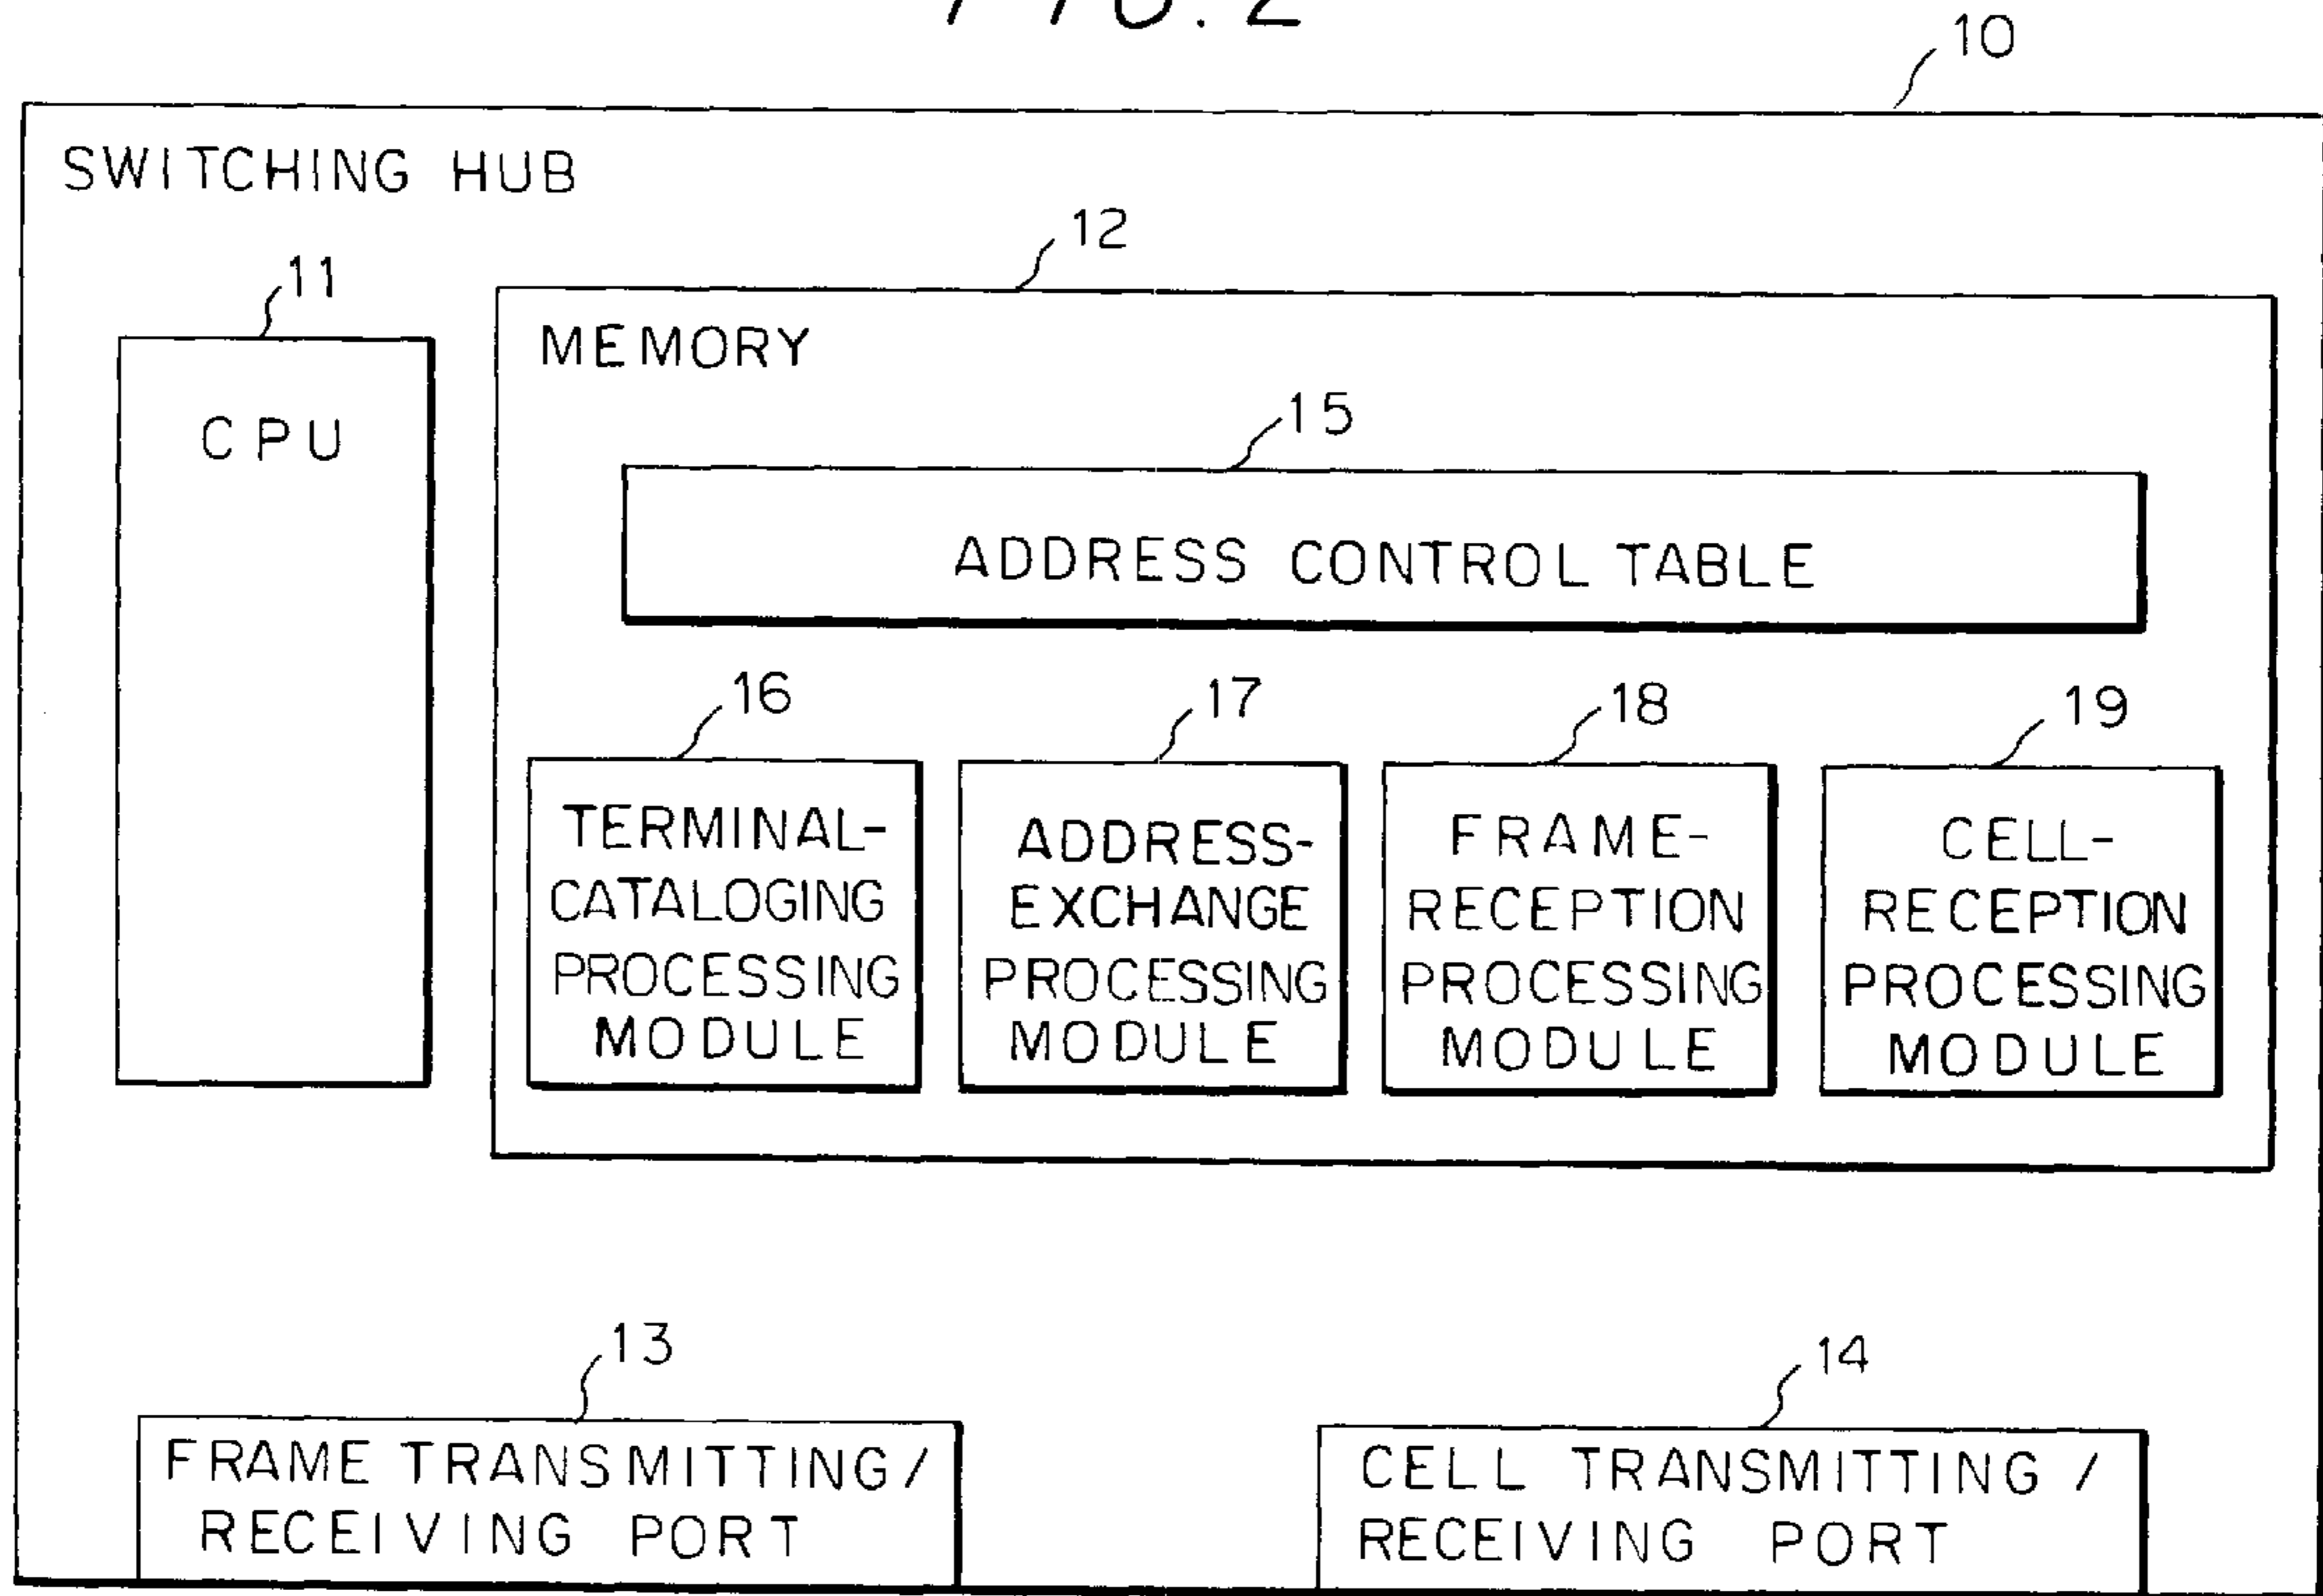 FIG. 2
10
SWITCHING HUB
12
11
MEMORY
CPU
15
ADDRESS CONTROL TABLE
16
17
18
19
TERMINAL-
CATALOGING
PROCESSING
MODULE
ADDRESS-
EXCHANGE
PROCESSING
MODULE
FRAME-
RECEPTION
PROCESSING
MODULE
CELL-
RECEPTION
PROCESSING
MODULE
13
14
FRAME TRANSMITTING/
RECEIVING PORT
CELL TRANSMITTING /
RECEIVING PORT